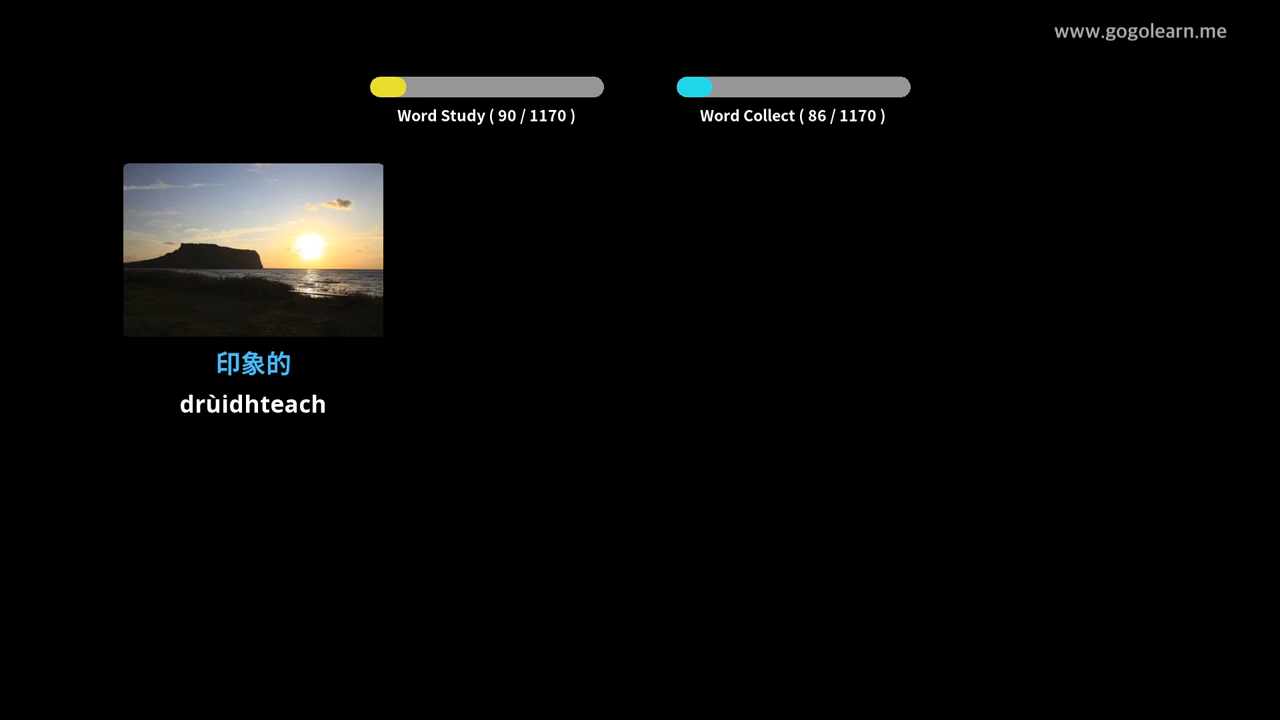 www.gogolearn.me
Word Study ( 90 / 1170 )
Word Collect ( 86 / 1170 )
印象的
drùidhteach